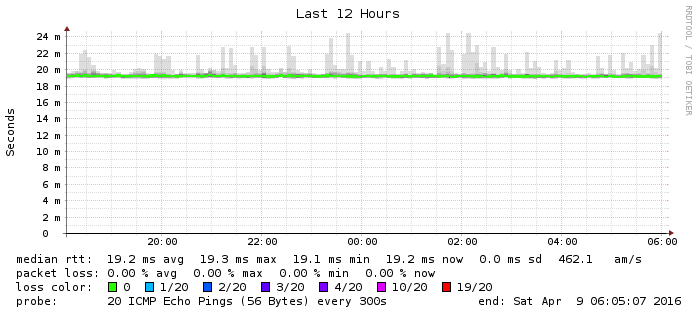 Last 12 Hours
RRDTOOL / TOBI OETIKER
Seconds
24 m
22 m
20 m
18 m
16 m
14 m
12 m
10 m
8 m
6 m
4 m
2 m
0
20:00 22:00 00:00 02:00 04:00 06:00
median rtt: 19.2 ms avg 19.3 ms max 19.1 ms min 19.2 ms now 0.0 ms sd 462.1 am/s
packet loss: 0.00 % avg 0.00 % max 0.00 % min 0.00 % now
loss color: 0 1/20 2/20 3/20 4/20 10/20 19/20
probe: 20 ICMP Echo Pings (56 Bytes) every 300s end: Sat Apr 9 06:05:07 2016